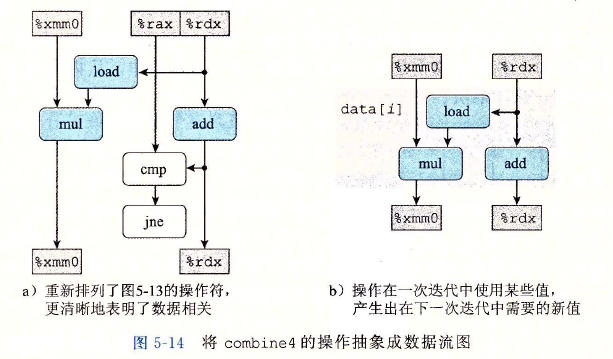 %xmm0
%rax
%rdx
load
mul
add
cmp
jne
%xmm0
%rdx
a）重新排列了图5-13的操作符，
更清晰地表明了数据相关
%xmm0
%rdx
data[i]
load
mul
add
%xmm0
%rdx
b）操作在一次迭代中使用某些值，
产生出在下一次迭代中需要的新值
图 5-14 将 combine4 的操作抽象成数据流图